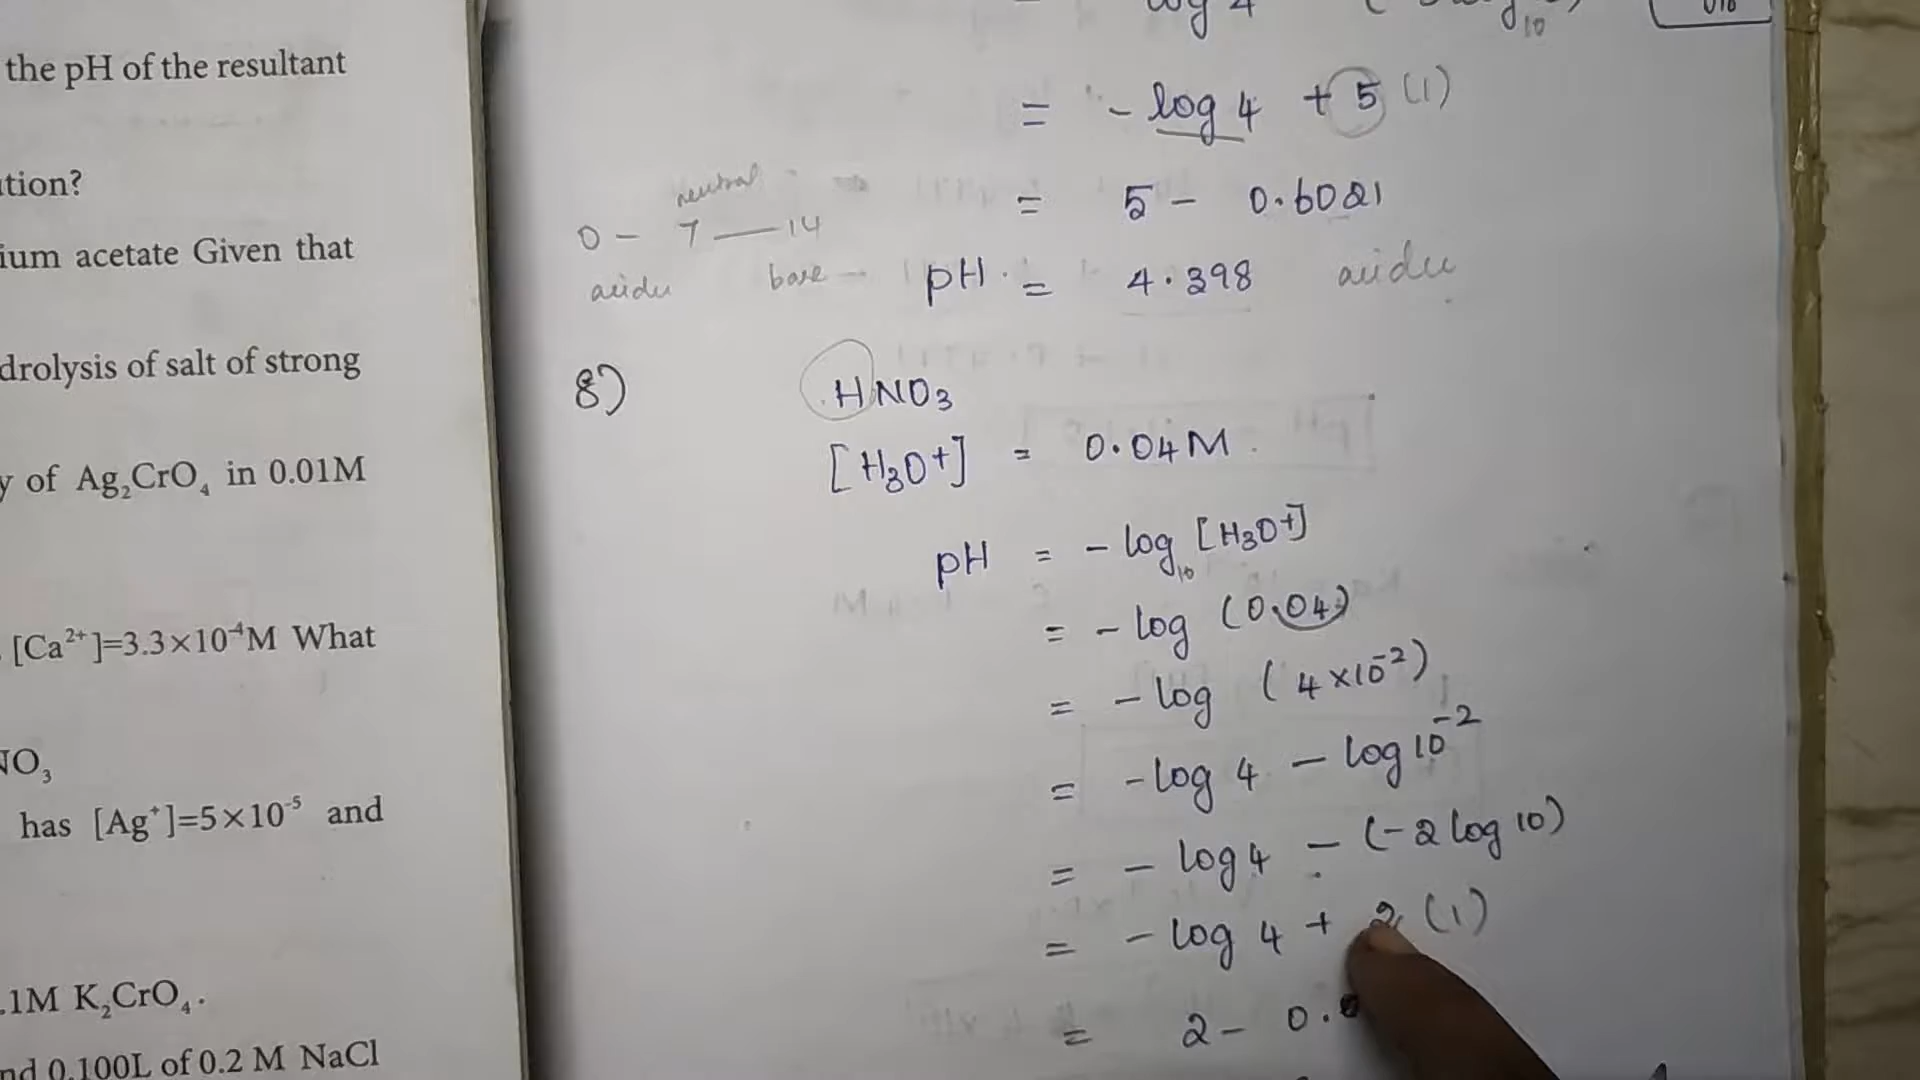 the pH of the resultant
tion?
ium acetate Given that
drolysis of salt of strong
y of Ag₂CrO₄ in 0.01M
[Ca²⁺]=3.3×10⁻⁴M What
NO₃
has [Ag⁺]=5×10⁻⁵ and
.1M K₂CrO₄.
nd 0.100L of 0.2 M NaCl
log 4
10
= - log 4 + 5 (1)
= 5 - 0.6021
neutral
0 - 7 — 14
acidic base
pH = 4.398 acidic
8) HNO₃
[H₃O⁺] = 0.04M.
pH = - log₁₀ [H₃O⁺]
= - log (0.04)
= - log (4 × 10⁻²)
= - log 4 - log 10⁻²
= - log 4 - (-2 log 10)
= - log 4 + 2 (1)
= 2 - 0.